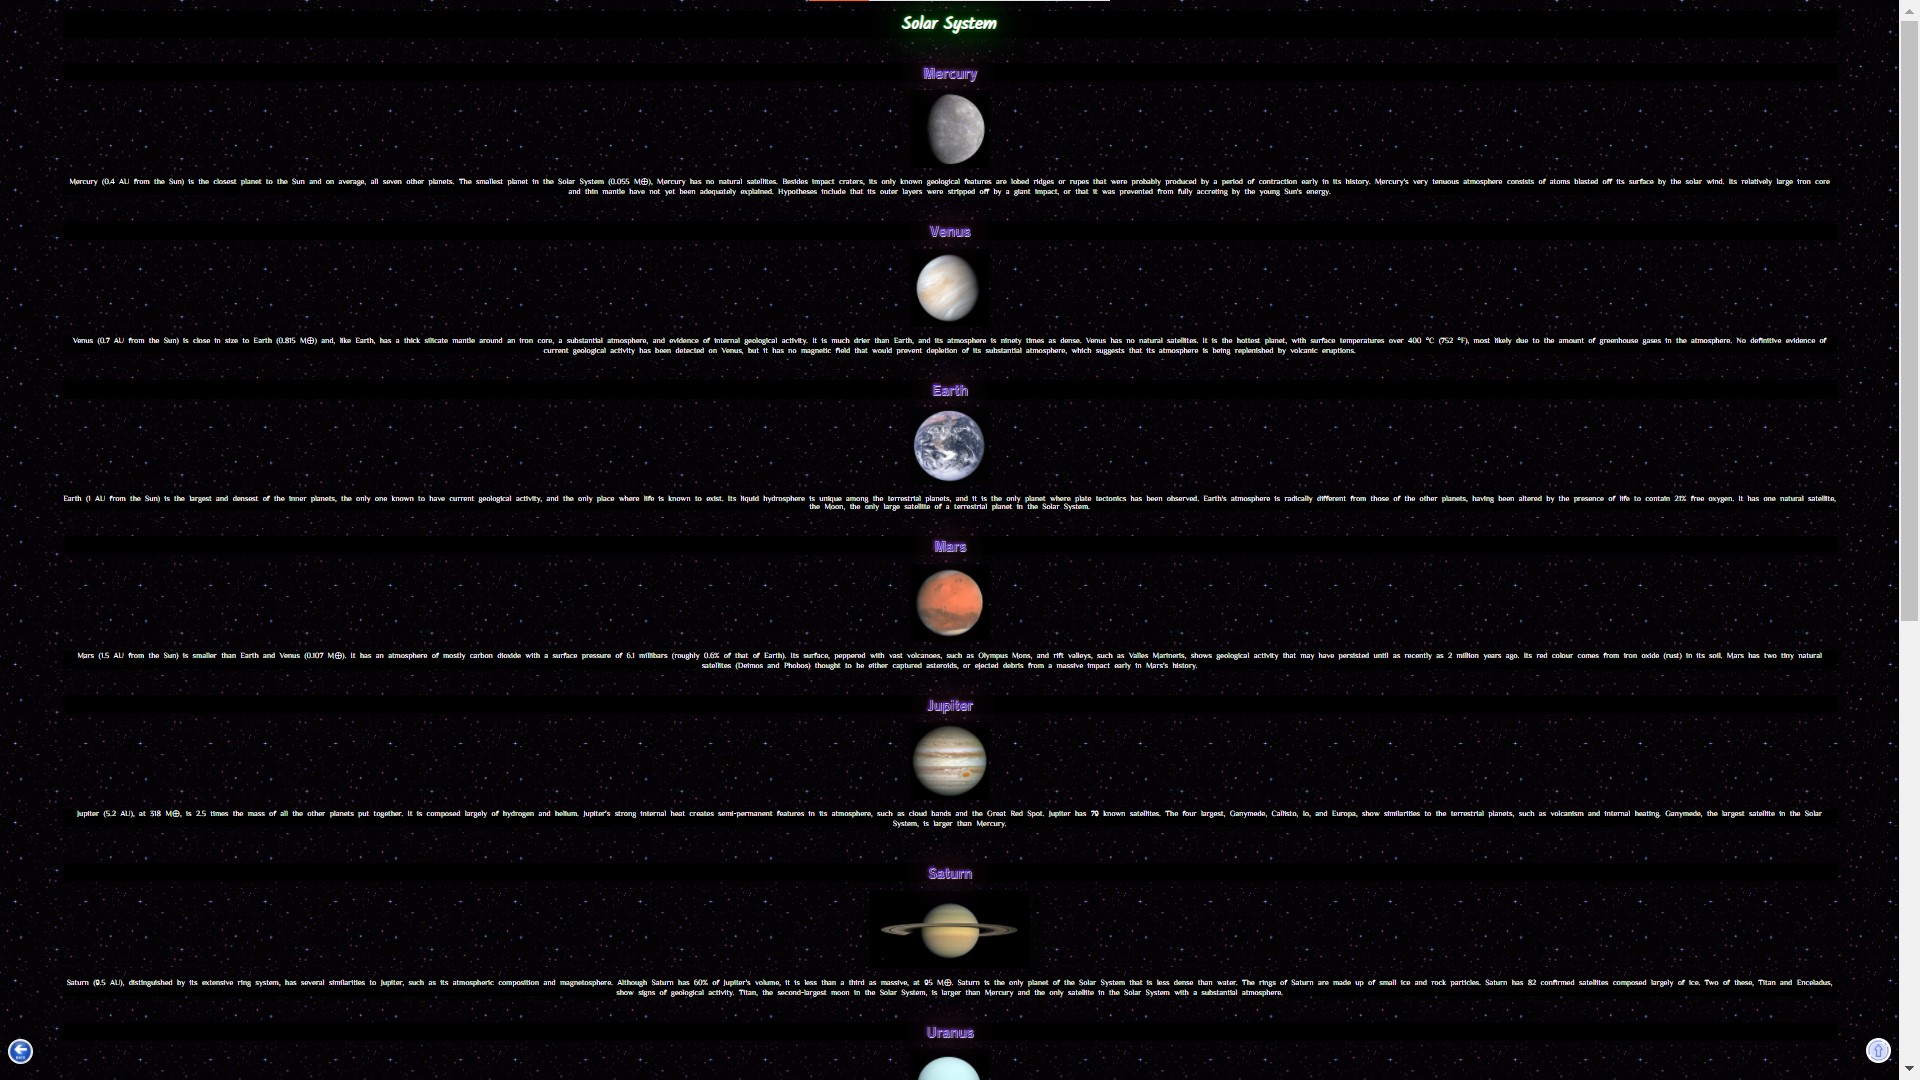 Solar System
Mercury
Mercury (0.4 AU from the Sun) is the closest planet to the Sun and on average, all seven other planets. The smallest planet in the Solar System (0.055 M⊕), Mercury has no natural satellites. Besides impact craters, its only known geological features are lobed ridges or rupes that were probably produced by a period of contraction early in its history. Mercury's very tenuous atmosphere consists of atoms blasted off its surface by the solar wind. Its relatively large iron core
and thin mantle have not yet been adequately explained. Hypotheses include that its outer layers were stripped off by a giant impact, or that it was prevented from fully accreting by the young Sun's energy.
Venus
Venus (0.7 AU from the Sun) is close in size to Earth (0.815 M⊕) and, like Earth, has a thick silicate mantle around an iron core, a substantial atmosphere, and evidence of internal geological activity. It is much drier than Earth, and its atmosphere is ninety times as dense. Venus has no natural satellites. It is the hottest planet, with surface temperatures over 400 °C (752 °F), most likely due to the amount of greenhouse gases in the atmosphere. No definitive evidence of
current geological activity has been detected on Venus, but it has no magnetic field that would prevent depletion of its substantial atmosphere, which suggests that its atmosphere is being replenished by volcanic eruptions.
Earth
Earth (1 AU from the Sun) is the largest and densest of the inner planets, the only one known to have current geological activity, and the only place where life is known to exist. Its liquid hydrosphere is unique among the terrestrial planets, and it is the only planet where plate tectonics has been observed. Earth's atmosphere is radically different from those of the other planets, having been altered by the presence of life to contain 21% free oxygen. It has one natural satellite,
the Moon, the only large satellite of a terrestrial planet in the Solar System.
Mars
Mars (1.5 AU from the Sun) is smaller than Earth and Venus (0.107 M⊕). It has an atmosphere of mostly carbon dioxide with a surface pressure of 6.1 millibars (roughly 0.6% of that of Earth). Its surface, peppered with vast volcanoes, such as Olympus Mons, and rift valleys, such as Valles Marineris, shows geological activity that may have persisted until as recently as 2 million years ago. Its red colour comes from iron oxide (rust) in its soil. Mars has two tiny natural
satellites (Deimos and Phobos) thought to be either captured asteroids, or ejected debris from a massive impact early in Mars's history.
Jupiter
Jupiter (5.2 AU), at 318 M⊕, is 2.5 times the mass of all the other planets put together. It is composed largely of hydrogen and helium. Jupiter's strong internal heat creates semi-permanent features in its atmosphere, such as cloud bands and the Great Red Spot. Jupiter has 79 known satellites. The four largest, Ganymede, Callisto, Io, and Europa, show similarities to the terrestrial planets, such as volcanism and internal heating. Ganymede, the largest satellite in the Solar
System, is larger than Mercury.
Saturn
Saturn (9.5 AU), distinguished by its extensive ring system, has several similarities to Jupiter, such as its atmospheric composition and magnetosphere. Although Saturn has 60% of Jupiter's volume, it is less than a third as massive, at 95 M⊕. Saturn is the only planet of the Solar System that is less dense than water. The rings of Saturn are made up of small ice and rock particles. Saturn has 82 confirmed satellites composed largely of ice. Two of these, Titan and Enceladus,
show signs of geological activity. Titan, the second-largest moon in the Solar System, is larger than Mercury and the only satellite in the Solar System with a substantial atmosphere.
Uranus